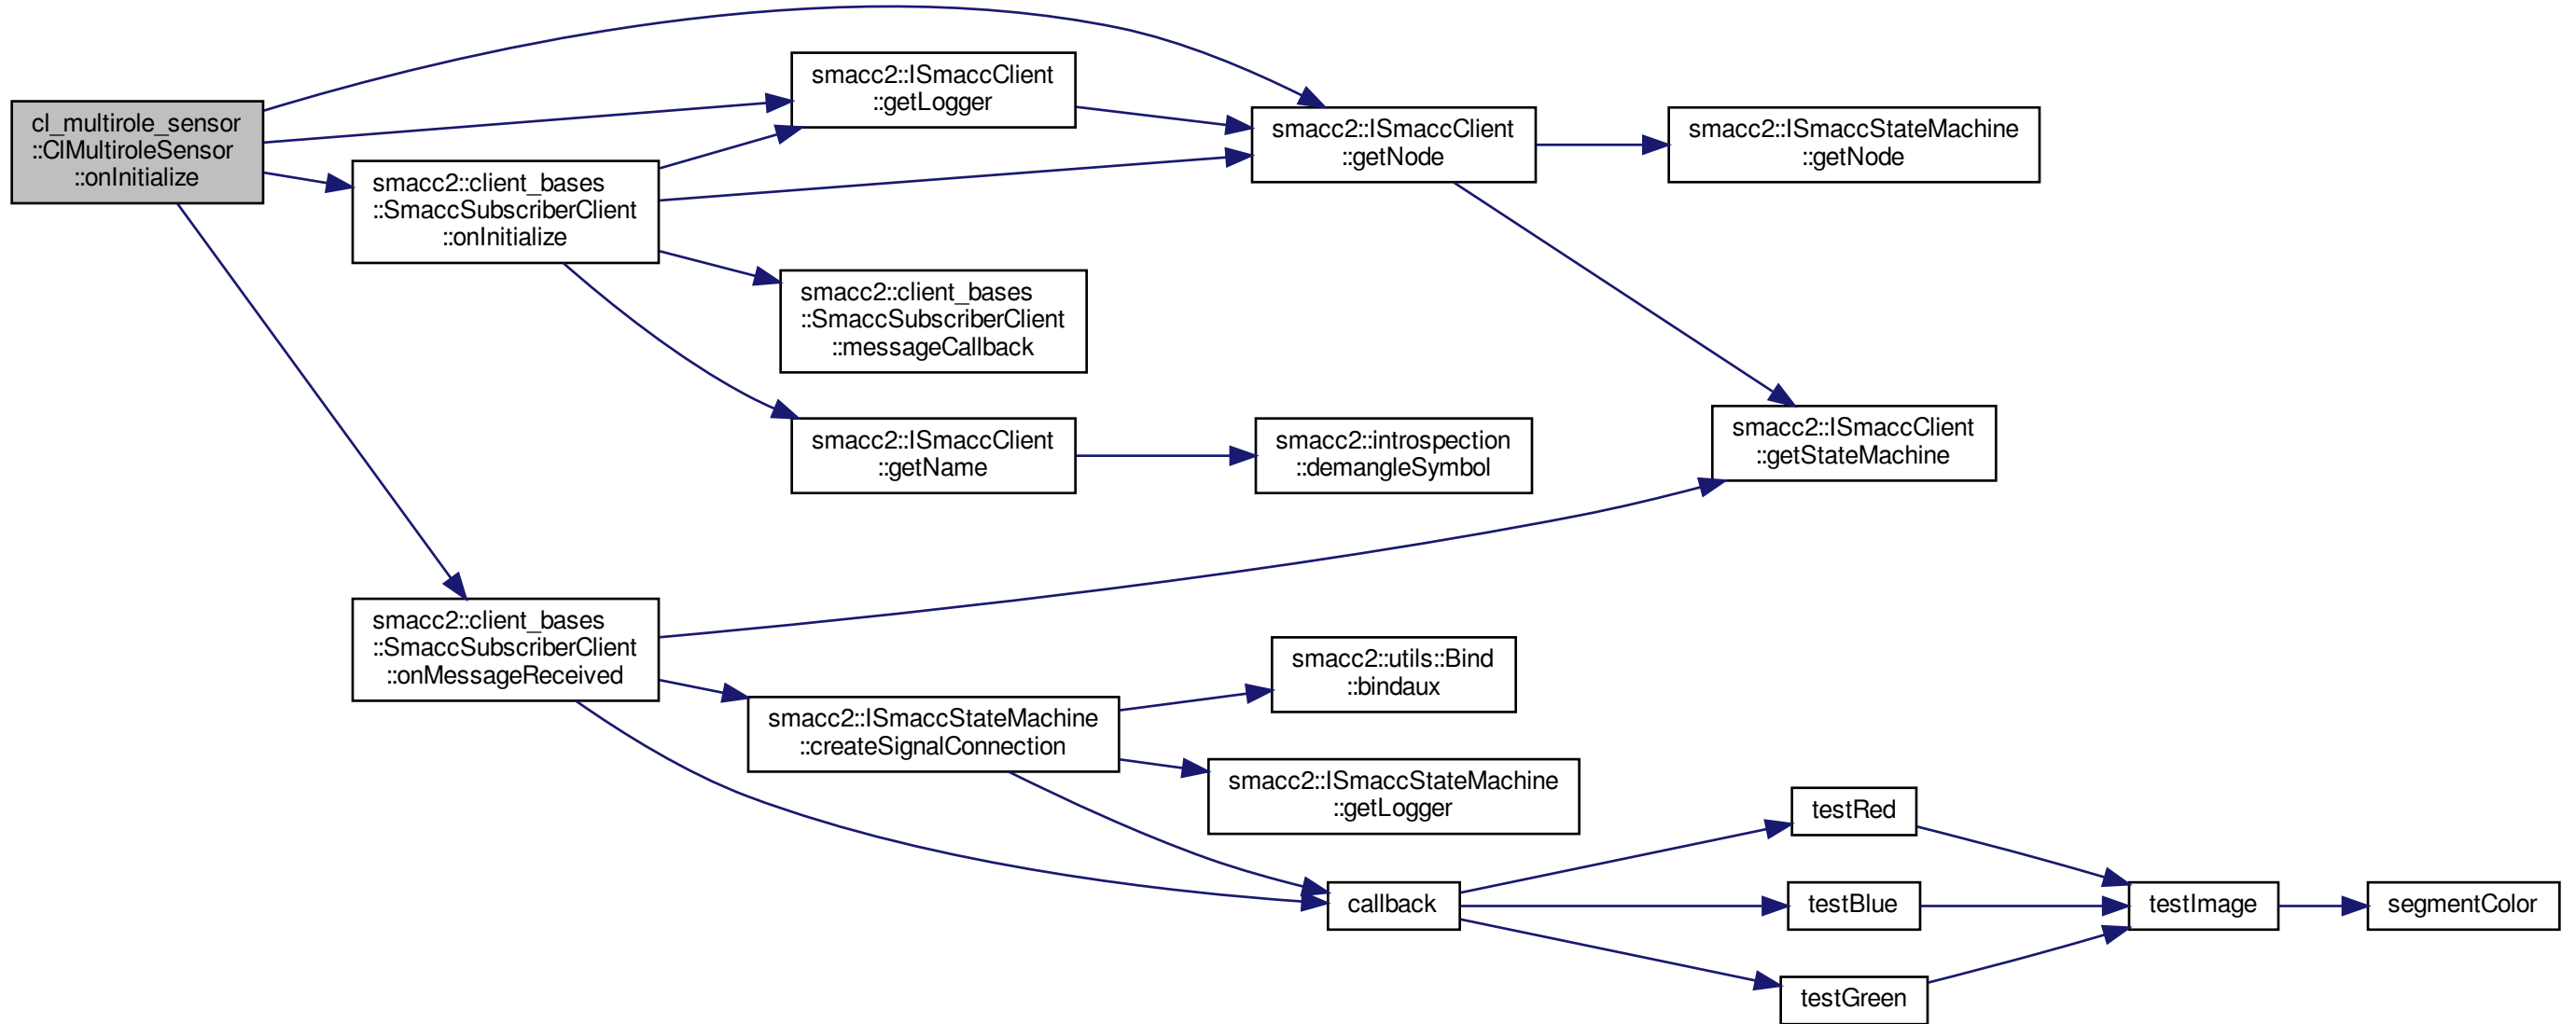 cl_multirole_sensor
::ClMultiroleSensor
::onInitialize
smacc2::ISmaccClient
::getLogger
smacc2::client_bases
::SmaccSubscriberClient
::onInitialize
smacc2::ISmaccClient
::getNode
smacc2::ISmaccStateMachine
::getNode
smacc2::client_bases
::SmaccSubscriberClient
::messageCallback
smacc2::ISmaccClient
::getName
smacc2::introspection
::demangleSymbol
smacc2::ISmaccClient
::getStateMachine
smacc2::client_bases
::SmaccSubscriberClient
::onMessageReceived
smacc2::ISmaccStateMachine
::createSignalConnection
smacc2::utils::Bind
::bindaux
smacc2::ISmaccStateMachine
::getLogger
callback
testRed
testBlue
testGreen
testImage
segmentColor